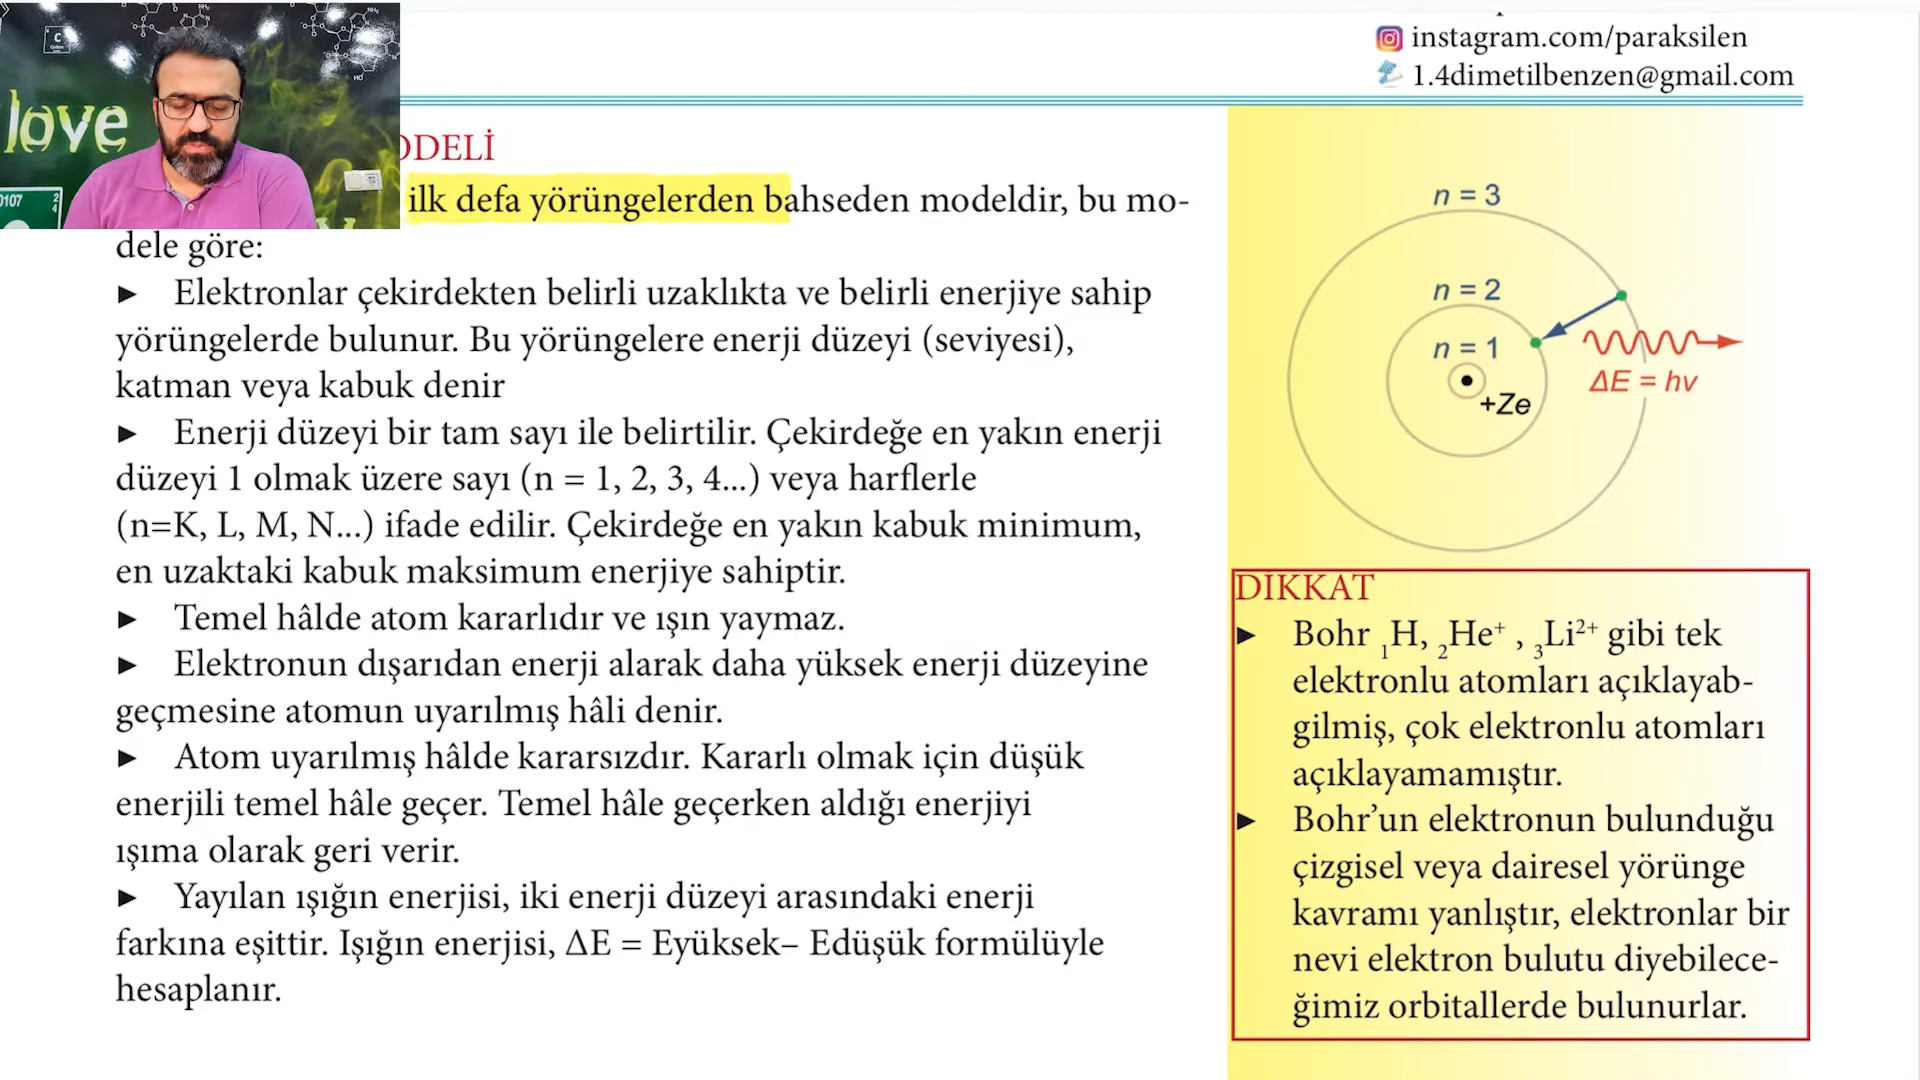 instagram.com/paraksilen
1.4dimetilbenzen@gmail.com
C
love
0107
2
4
HO
ODELİ
ilk defa yörüngelerden bahseden modeldir, bu mo-
dele göre:
► Elektronlar çekirdekten belirli uzaklıkta ve belirli enerjiye sahip
yörüngelerde bulunur. Bu yörüngelere enerji düzeyi (seviyesi),
katman veya kabuk denir
► Enerji düzeyi bir tam sayı ile belirtilir. Çekirdeğe en yakın enerji
düzeyi 1 olmak üzere sayı (n = 1, 2, 3, 4...) veya harflerle
(n=K, L, M, N...) ifade edilir. Çekirdeğe en yakın kabuk minimum,
en uzaktaki kabuk maksimum enerjiye sahiptir.
► Temel hâlde atom kararlıdır ve ışın yaymaz.
► Elektronun dışarıdan enerji alarak daha yüksek enerji düzeyine
geçmesine atomun uyarılmış hâli denir.
► Atom uyarılmış hâlde kararsızdır. Kararlı olmak için düşük
enerjili temel hâle geçer. Temel hâle geçerken aldığı enerjiyi
ışıma olarak geri verir.
► Yayılan ışığın enerjisi, iki enerji düzeyi arasındaki enerji
farkına eşittir. Işığın enerjisi, ΔE = Eyüksek– Edüşük formülüyle
hesaplanır.
n = 3
n = 2
n = 1
+Ze
ΔE = hv
DİKKAT
► Bohr ₁H, ₂He⁺ , ₃Li²⁺ gibi tek
elektronlu atomları açıklayab-
gilmiş, çok elektronlu atomları
açıklayamamıştır.
► Bohr’un elektronun bulunduğu
çizgisel veya dairesel yörünge
kavramı yanlıştır, elektronlar bir
nevi elektron bulutu diyebilece-
ğimiz orbitallerde bulunurlar.